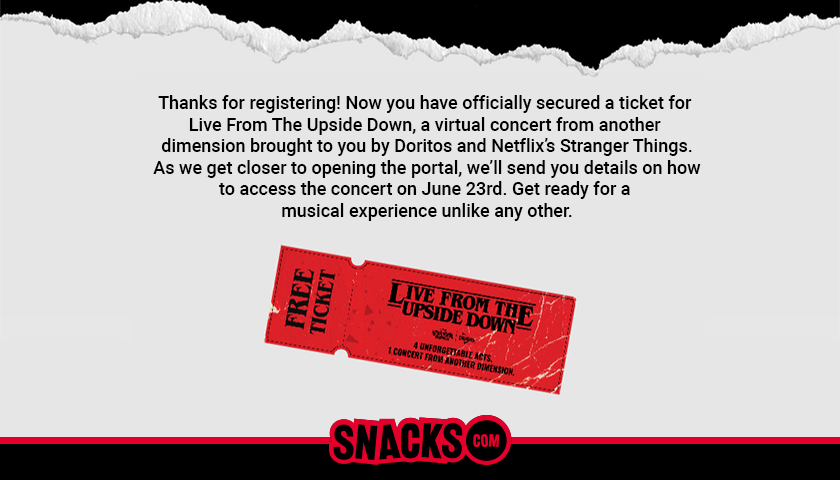 Thanks for registering! Now you have officially secured a ticket for
Live From The Upside Down, a virtual concert from another
dimension brought to you by Doritos and Netflix’s Stranger Things.
As we get closer to opening the portal, we’ll send you details on how
to access the concert on June 23rd. Get ready for a
musical experience unlike any other.
FREE
TICKET
LIVE FROM THE
UPSIDE DOWN
4 UNFORGETTABLE ACTS.
1 CONCERT FROM ANOTHER DIMENSION.
SNACKS.COM